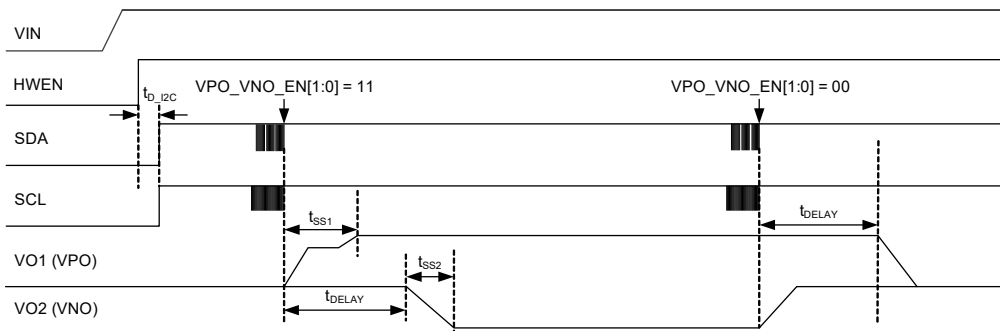 VIN
HWEN
t_D_I2C
VPO_VNO_EN[1:0] = 11
VPO_VNO_EN[1:0] = 00
SDA
SCL
t_SS1
t_DELAY
VO1 (VPO)
t_SS2
t_DELAY
VO2 (VNO)